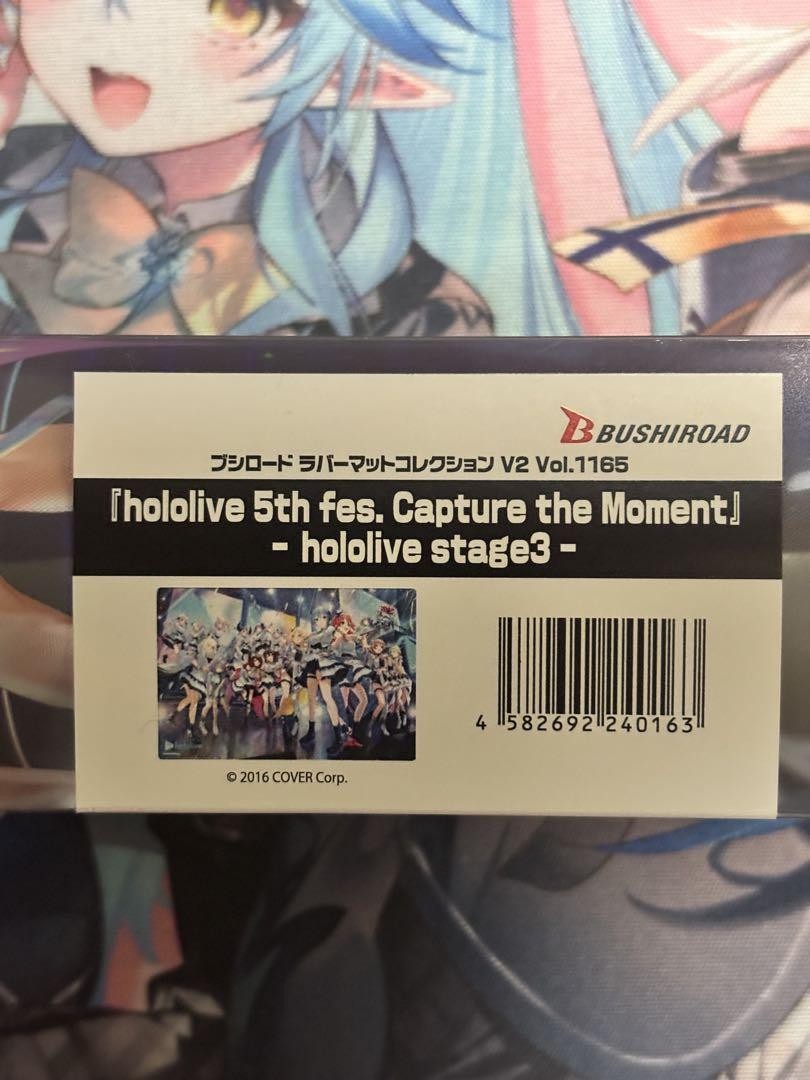 BUSHIROAD
ブシロード ラバーマットコレクション V2 Vol.1165
『hololive 5th fes. Capture the Moment』
- hololive stage3 -
4 582692 240163
© 2016 COVER Corp.